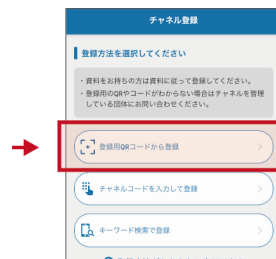 チャネル登録
登録方法を選択してください
・資料をお持ちの方は資料に従って登録してください。
・登録用のQRやコードがわからない場合はチャネルを管理
している団体にお問い合わせください。
登録用QRコードから登録
チャネルコードを入力して登録
キーワード検索で登録